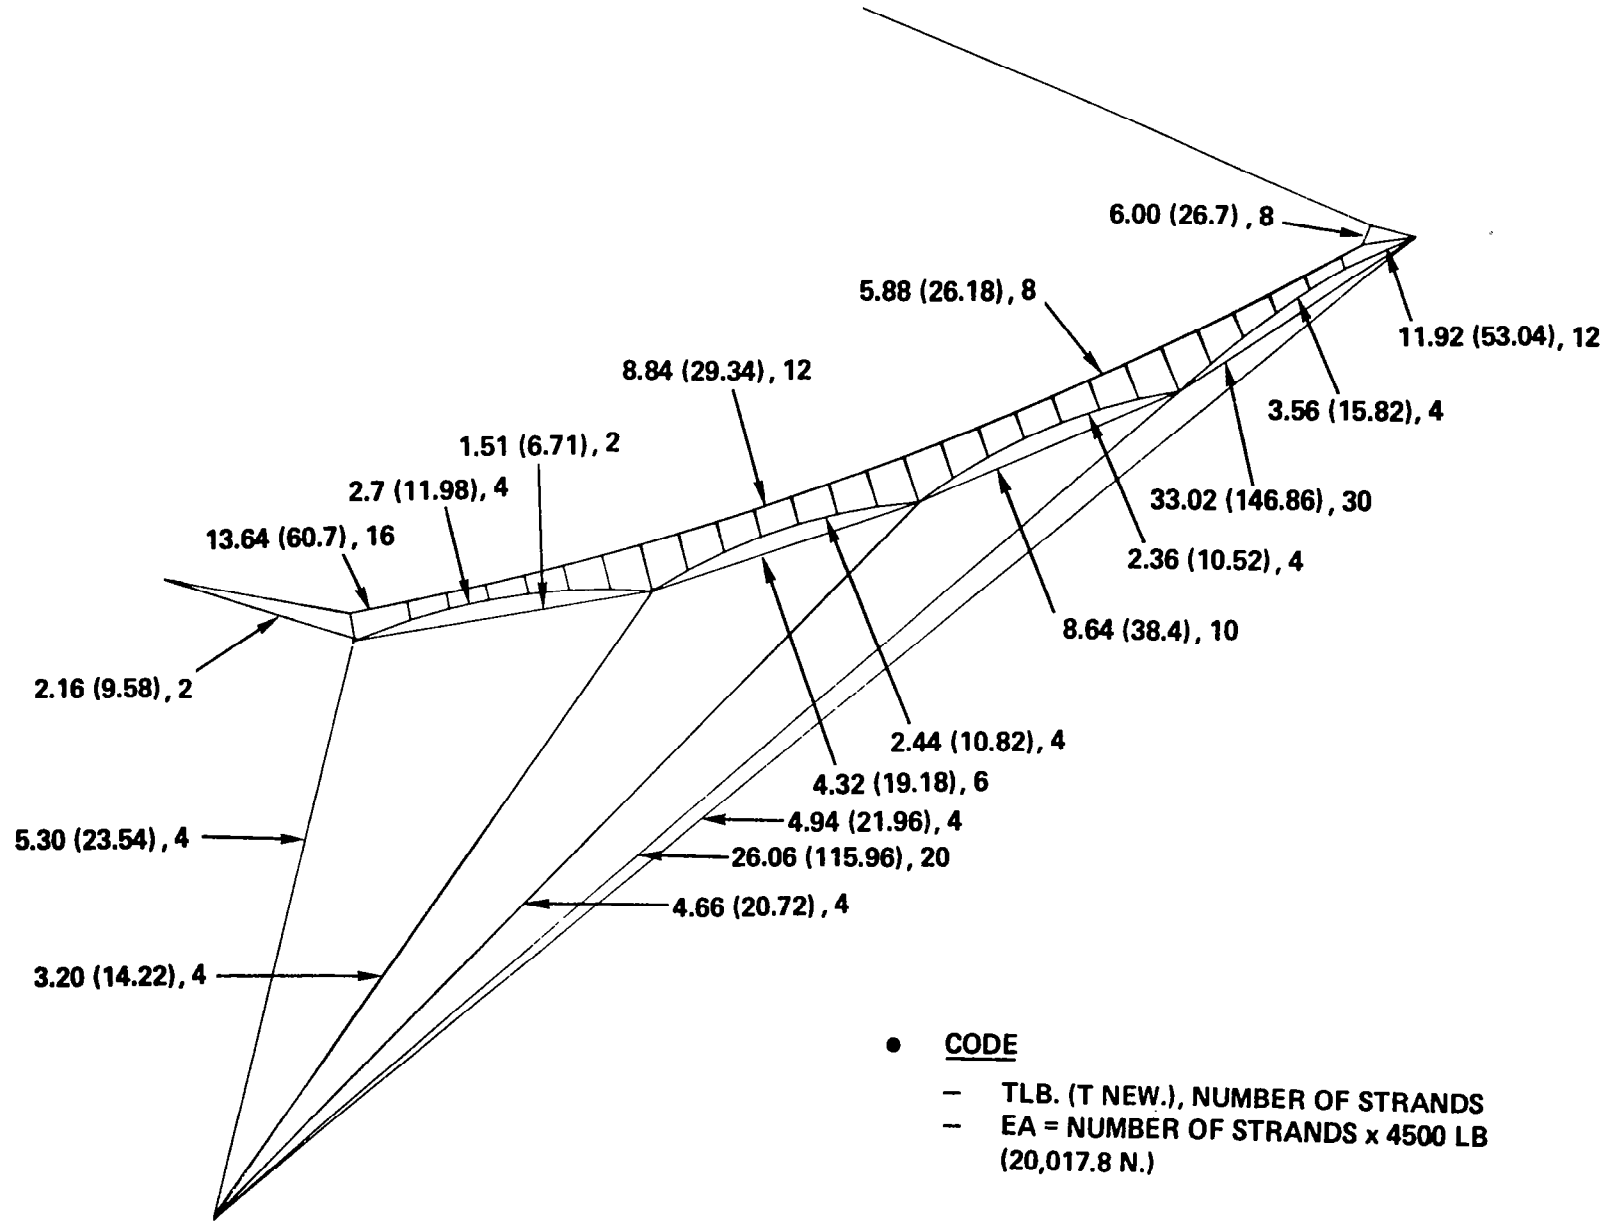 6.00 (26.7), 8
5.88 (26.18), 8
11.92 (53.04), 12
8.84 (29.34), 12
3.56 (15.82), 4
1.51 (6.71), 2
2.7 (11.98), 4
33.02 (146.86), 30
13.64 (60.7), 16
2.36 (10.52), 4
8.64 (38.4), 10
2.16 (9.58), 2
2.44 (10.82), 4
4.32 (19.18), 6
4.94 (21.96), 4
5.30 (23.54), 4
26.06 (115.96), 20
4.66 (20.72), 4
3.20 (14.22), 4
● CODE
– TLB. (T NEW.), NUMBER OF STRANDS
– EA = NUMBER OF STRANDS x 4500 LB
(20,017.8 N.)